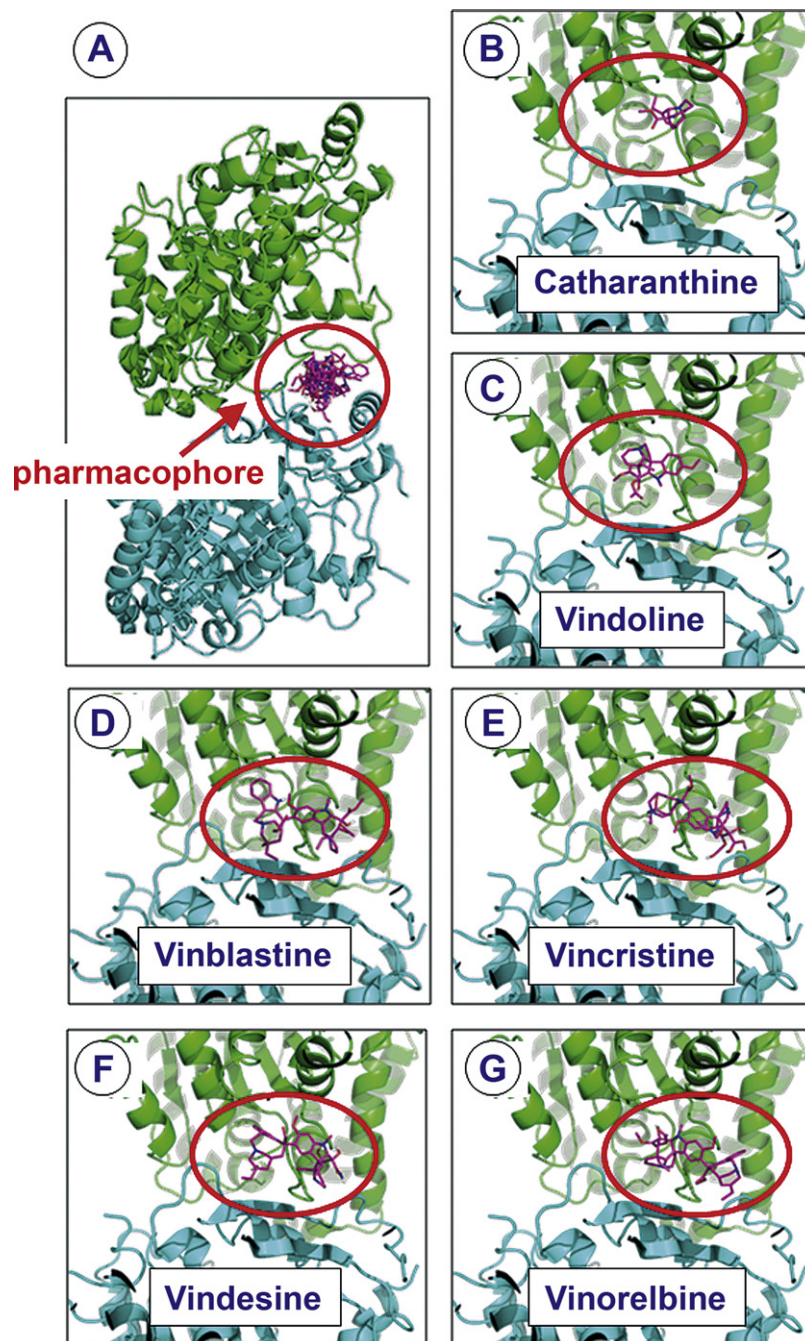 A
pharmacophore
B
Catharanthine
C
Vindoline
D
Vinblastine
E
Vincristine
F
Vindesine
G
Vinorelbine